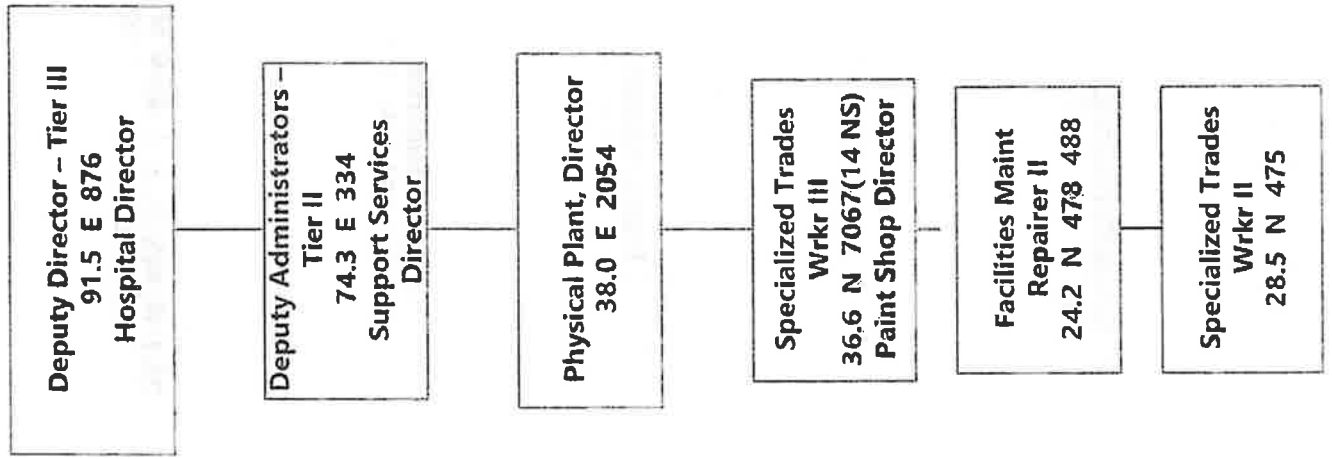 Deputy Director – Tier III
91.5 E 876
Hospital Director
Deputy Administrators –
Tier II
74.3 E 334
Support Services
Director
Physical Plant, Director
38.0 E 2054
Specialized Trades
Wrkr III
36.6 N 7067(14 NS)
Paint Shop Director
Facilities Maint
Repairer II
24.2 N 478 488
Specialized Trades
Wrkr II
28.5 N 475